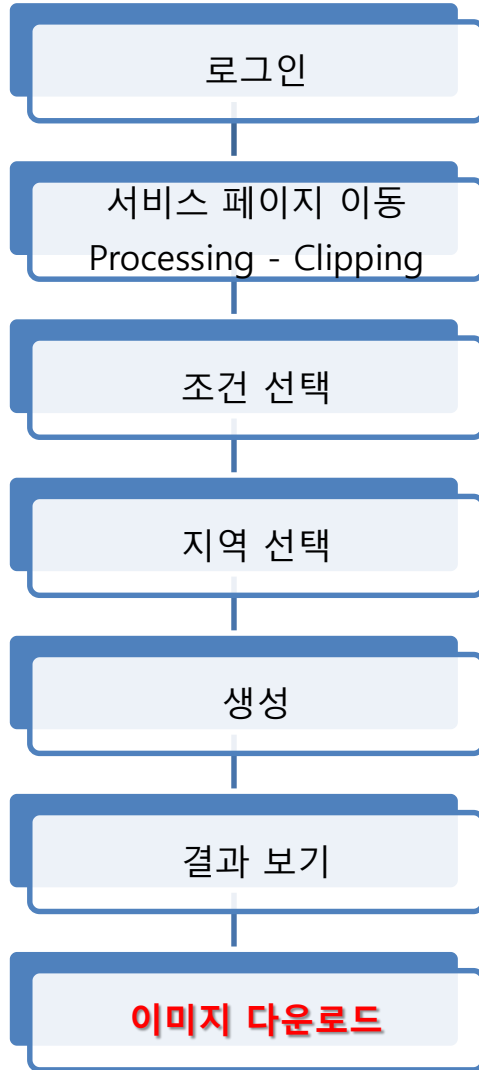 로그인
서비스 페이지 이동
Processing - Clipping
조건 선택
지역 선택
생성
결과 보기
이미지 다운로드